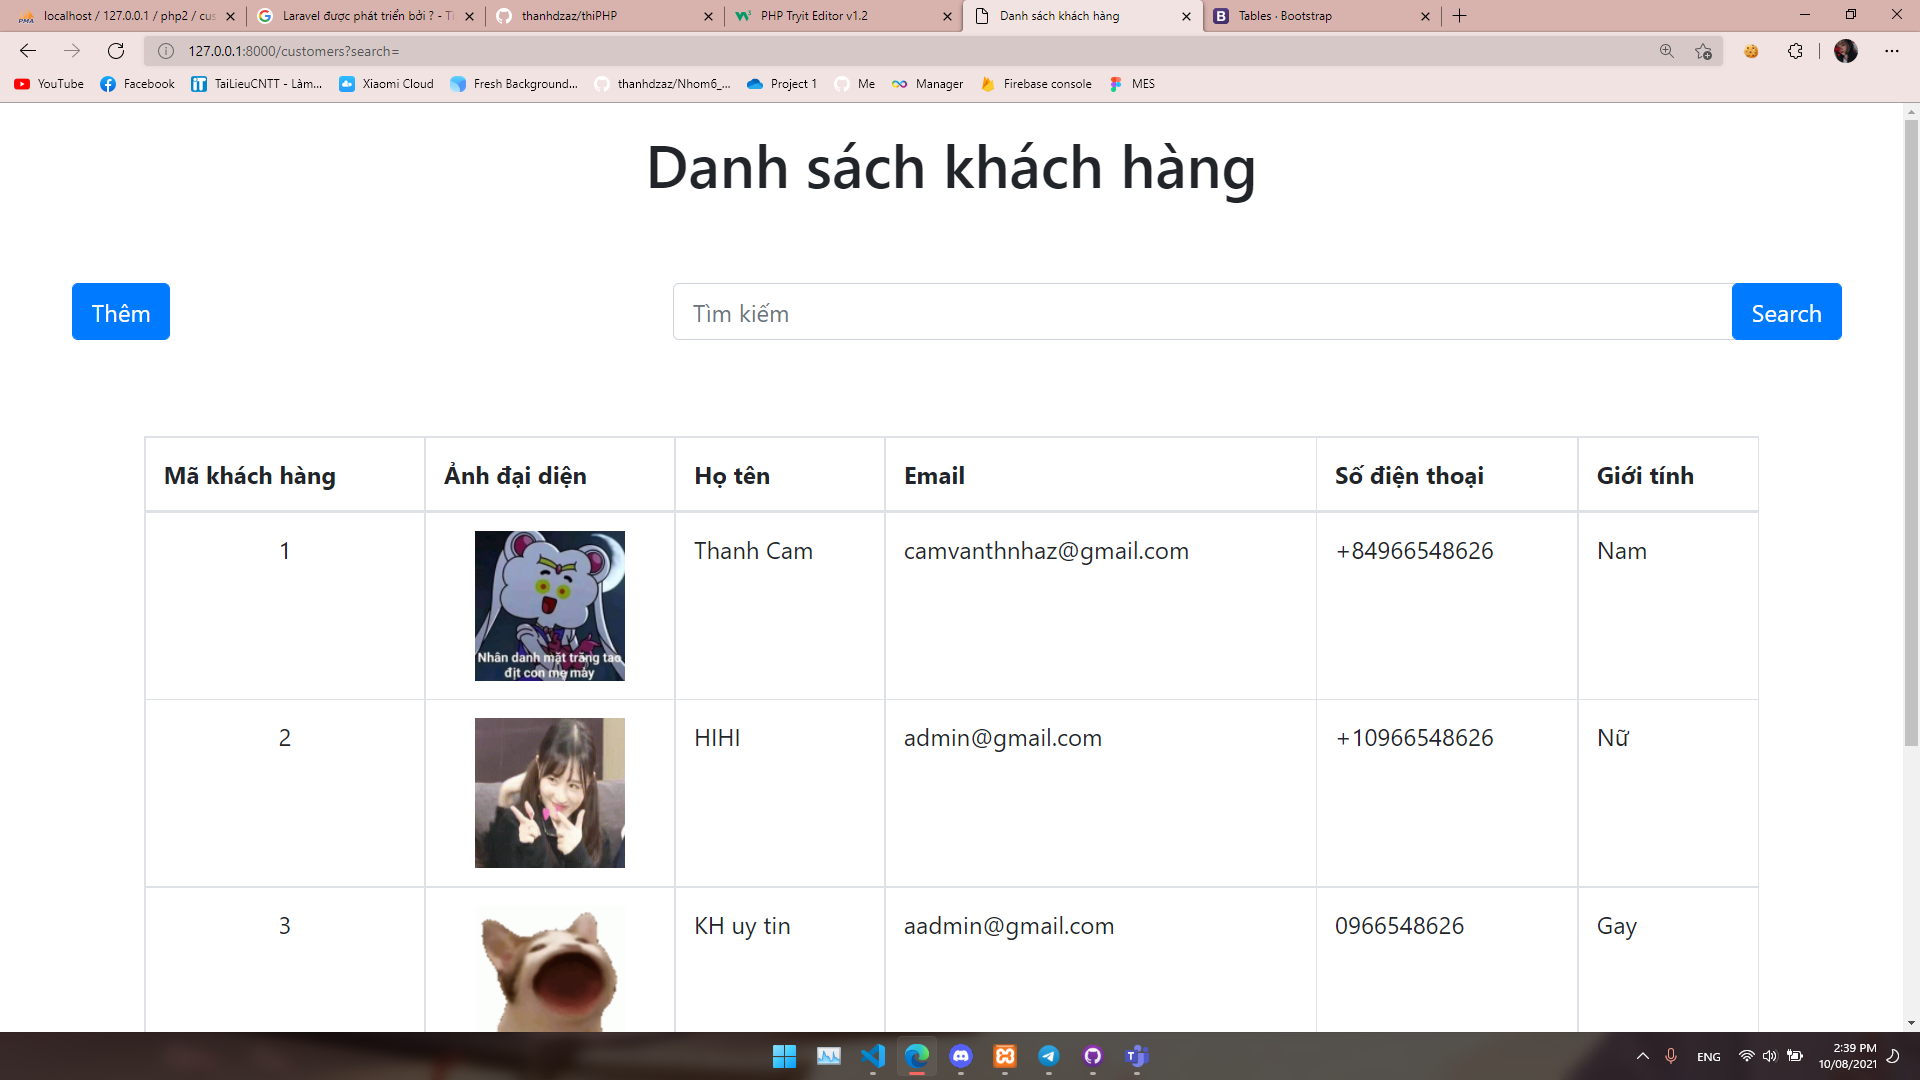 localhost / 127.0.0.1 / php2 / cus
Laravel được phát triển bởi ? - Tì
thanhdzaz/thiPHP
PHP Tryit Editor v1.2
Danh sách khách hàng
Tables · Bootstrap
127.0.0.1:8000/customers?search=
YouTube
Facebook
TaiLieuCNTT - Làm...
Xiaomi Cloud
Fresh Background...
thanhdzaz/Nhom6_...
Project 1
Me
Manager
Firebase console
MES
Danh sách khách hàng
Thêm
Tìm kiếm
Search
Mã khách hàng Ảnh đại diện Họ tên Email Số điện thoại Giới tính
1 Thanh Cam camvanthnhaz@gmail.com +84966548626 Nam
Nhân danh mặt trăng tao
địt con mẹ mày
2 HIHI admin@gmail.com +10966548626 Nữ
3 KH uy tin aadmin@gmail.com 0966548626 Gay
ENG
2:39 PM
10/08/2021